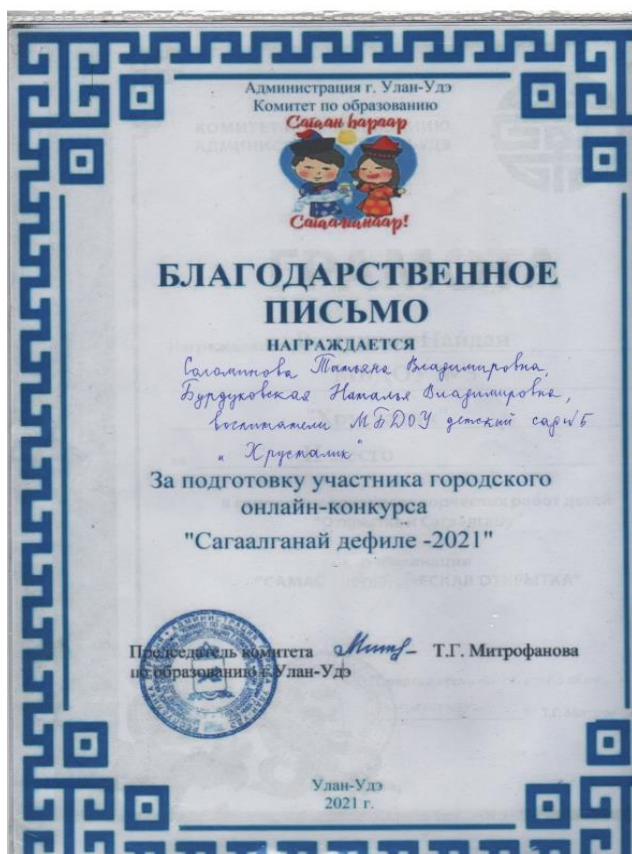 Администрация г. Улан-Удэ
Комитет по образованию
Сагаан һараар
Сагаалганаар!
БЛАГОДАРСТВЕННОЕ
ПИСЬМО
НАГРАЖДАЕТСЯ
Саламатова Татьяна Владимировна,
Бурдуковская Наталья Владимировна,
воспитатели МБДОУ детский сад №5
"Хрусталик"
За подготовку участника городского
онлайн-конкурса
"Сагаалганай дефиле -2021"
Председатель комитета Т.Г. Митрофанова
по образованию г.Улан-Удэ
Улан-Удэ
2021 г.